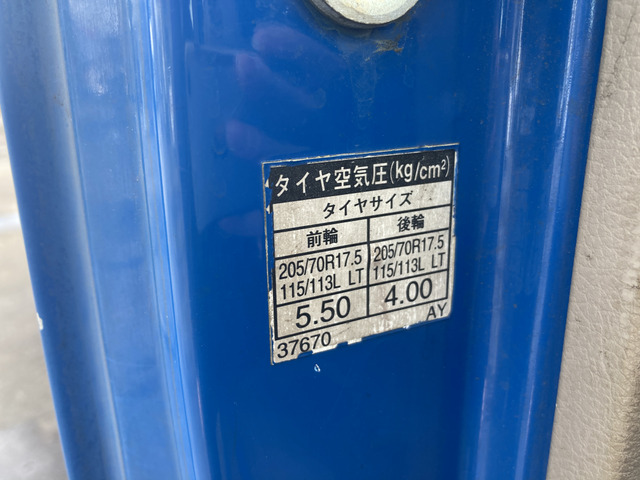 タイヤ空気圧(kg/cm²)
タイヤサイズ
前輪 後輪
205/70R17.5 205/70R17.5
115/113L LT 115/113L LT
5.50 4.00
37670 AY